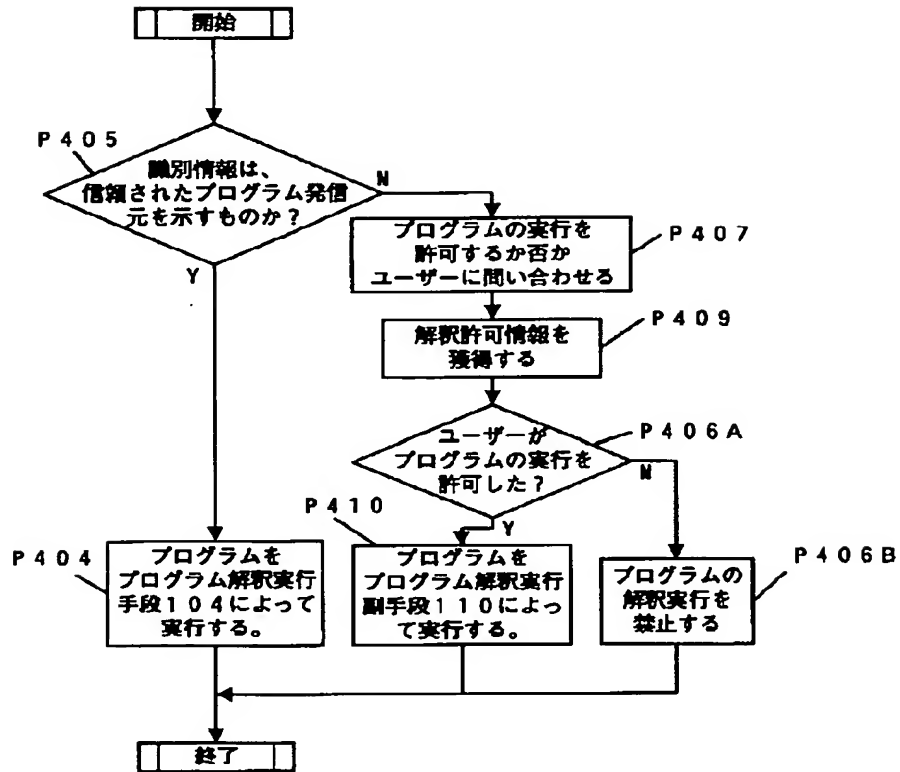 開始
P405
識別情報は、
信頼されたプログラム発信
元を示すものか？
N
Y
プログラムの実行を
許可するか否か
ユーザーに問い合わせる
P407
解釈許可情報を
獲得する
P409
ユーザーが
プログラムの実行を
許可した？
P406A
N
Y
P410
P404
プログラムを
プログラム解釈実行
手段104によって
実行する。
プログラムを
プログラム解釈実行
副手段110によっ
て実行する。
プログラムの
解釈実行を
禁止する
P406B
終了